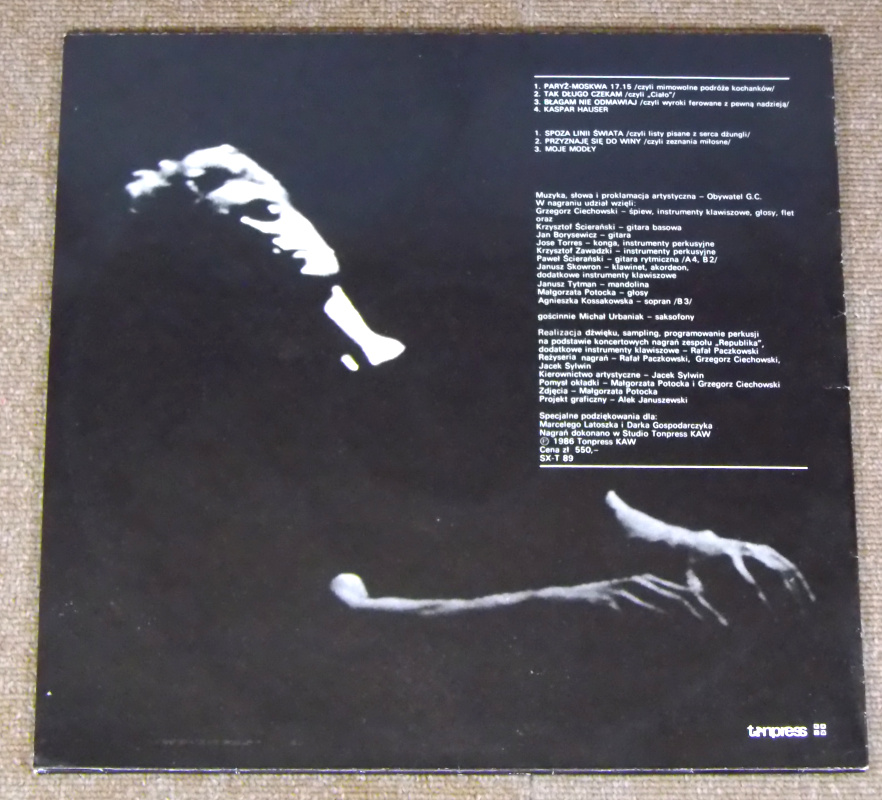 1. PARYŻ-MOSKWA 17.15 /czyli mimowolne podróże kochanków/
2. TAK DŁUGO CZEKAM /czyli „Ciało”/
3. BŁAGAM NIE ODMAWIAJ /czyli wyroki ferowane z pewną nadzieją/
4. KASPAR HAUSER
1. SPOZA LINII ŚWIATA /czyli listy pisane z serca dżungli/
2. PRZYZNAJĘ SIĘ DO WINY /czyli zeznania miłosne/
3. MOJE MODŁY
Muzyka, słowa i proklamacja artystyczna – Obywatel G.C.
W nagraniu udział wzięli:
Grzegorz Ciechowski – śpiew, instrumenty klawiszowe, głosy, flet
oraz
Krzysztof Ścierański – gitara basowa
Jan Borysewicz – gitara
Jose Torres – konga, instrumenty perkusyjne
Krzysztof Zawadzki – instrumenty perkusyjne
Paweł Ścierański – gitara rytmiczna /A4, B2/
Janusz Skowron – klawinet, akordeon,
dodatkowe instrumenty klawiszowe
Janusz Tytman – mandolina
Małgorzata Potocka – głosy
Agnieszka Kossakowska – sopran /B3/
gościnnie Michał Urbaniak – saksofony
Realizacja dźwięku, sampling, programowanie perkusji
na podstawie koncertowych nagrań zespołu „Republika”,
dodatkowe instrumenty klawiszowe – Rafał Paczkowski
Reżyseria nagrań – Rafał Paczkowski, Grzegorz Ciechowski,
Jacek Sylwin
Kierownictwo artystyczne – Jacek Sylwin
Pomysł okładki – Małgorzata Potocka i Grzegorz Ciechowski
Zdjęcia – Małgorzata Potocka
Projekt graficzny – Alek Januszewski
Specjalne podziękowania dla:
Marcelego Latoszka i Darka Gospodarczyka
Nagrań dokonano w Studio Tonpress KAW
Ⓟ 1986 Tonpress KAW
Cena zł 550,–
SX-T 89
tonpress